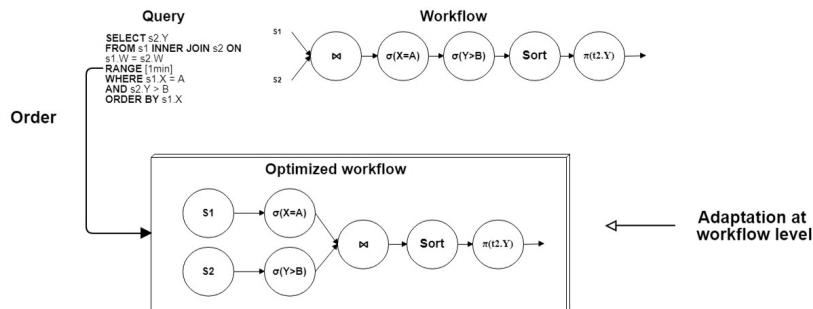 Query
SELECT s2.Y
FROM s1 INNER JOIN s2 ON
s1.W = s2.W
RANGE [1min]
WHERE s1.X = A
AND s2.Y > B
ORDER BY s1.X
Workflow
S1
S2
⋈
σ(X=A)
σ(Y>B)
Sort
π(t2.Y)
Order
Optimized workflow
S1
σ(X=A)
S2
σ(Y>B)
⋈
Sort
π(t2.Y)
Adaptation at
workflow level